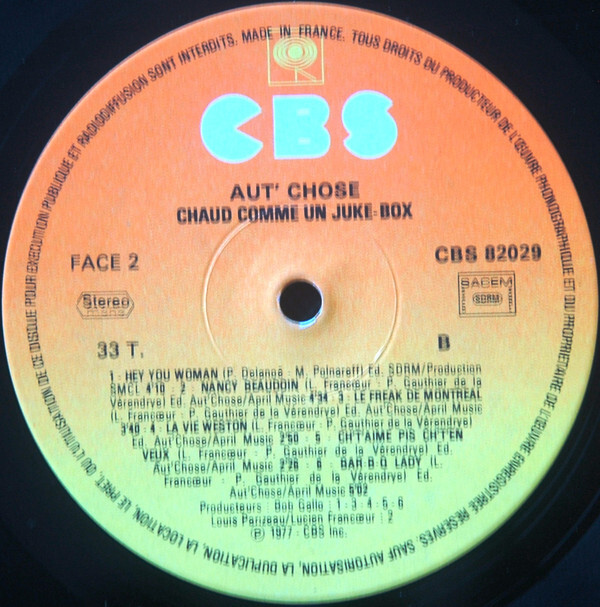 DE CE DISQUE POUR EXECUTION PUBLIQUE ET RADIODIFFUSION SONT INTERDITS. MADE IN FRANCE. TOUS DROITS DU PRODUCTEUR DE L'ŒUVRE PHONOGRAPHIQUE ET DU PROPRIETAIRE DE L'ŒUVRE ENREGISTREE RESERVES. SAUF AUTORISATION, LA DUPLICATION, LA LOCATION, LE PRET, OU L'UTILISATION
CBS
AUT' CHOSE
CHAUD COMME UN JUKE-BOX
FACE 2
CBS 82029
Stereo
mono
SACEM
SDRM
33 T.
B
1 - HEY YOU WOMAN (P. Delanoë - M. Polnareff) Ed. SDRM/Production
SMCL 4'10 - 2 - NANCY BEAUDOIN (L. Francœur - P. Gauthier de la
Vérendrye) Ed. Aut'Chose/April Music 4'34 - 3 - LE FREAK DE MONTREAL
(L. Francœur - P. Gauthier de la Vérendrye) Ed. Aut'Chose/April Music
3'40 - 4 - LA VIE WESTON (L. Francœur - P. Gauthier de la Vérendrye) Ed.
Aut'Chose/April Music 2'50 - 5 - CH'T'AIME PIS CH'T'EN
VEUX (L. Francœur - P. Gauthier de la Vérendrye) Ed.
Aut'Chose/April Music 2'26 - 6 - BAR-B-Q LADY (L.
Francœur - P. Gauthier de la Vérendrye) Ed.
Aut'Chose/April Music 5'02
Producteurs - Bob Gallo : 1 - 3 - 4 - 5 - 6
Louis Parizeau/Lucien Francœur : 2
℗ 1977 - CBS Inc.